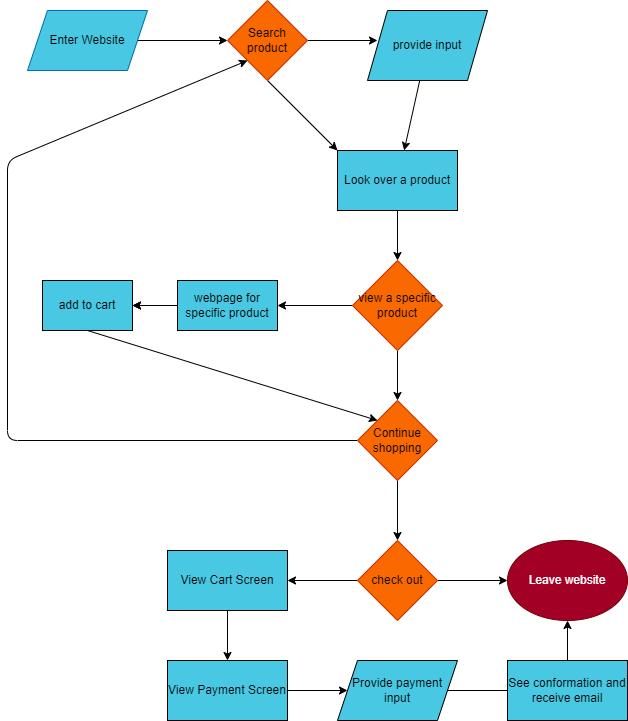 Enter Website
Search
product
provide input
Look over a product
view a specific
product
webpage for
specific product
add to cart
Continue
shopping
check out
View Cart Screen
Leave website
View Payment Screen
Provide payment
input
See conformation and
receive email